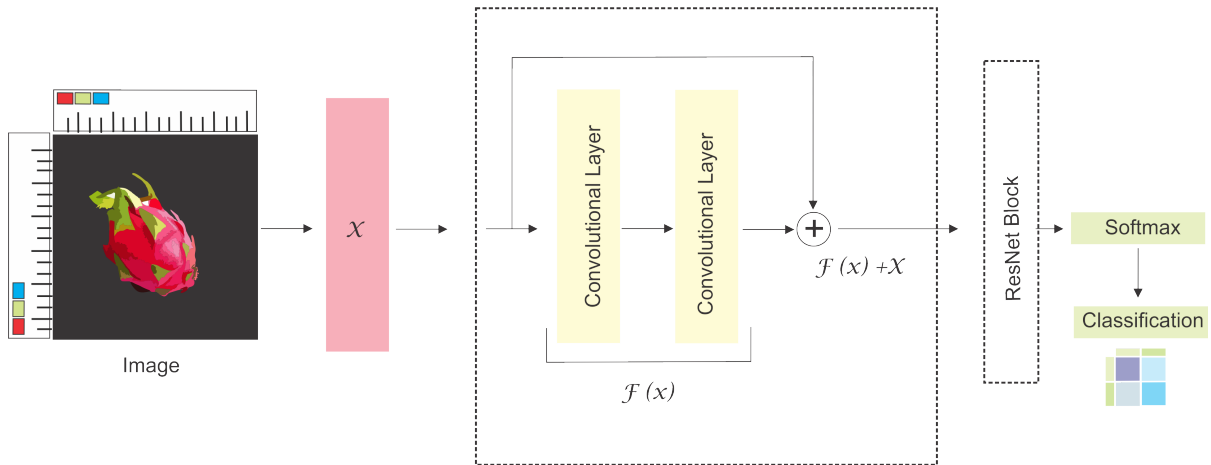 Image
x
Convolutional Layer
Convolutional Layer
F (x)
F (x) +X
ResNet Block
Softmax
Classification